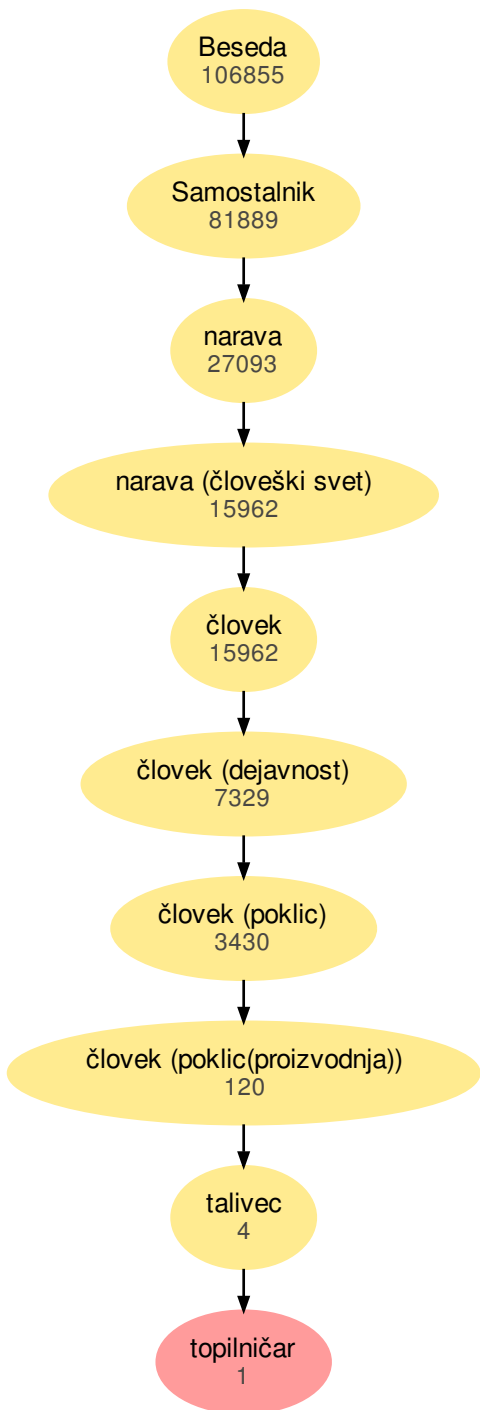 Beseda
106855
Samostalnik
81889
narava
27093
narava (človeški svet)
15962
človek
15962
človek (dejavnost)
7329
človek (poklic)
3430
človek (poklic(proizvodnja))
120
talivec
4
topilničar
1